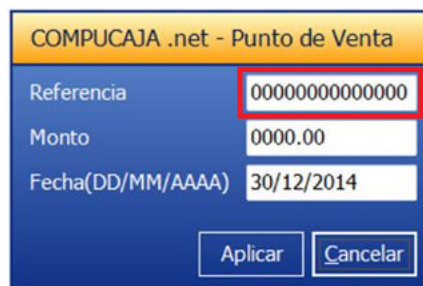 COMPUCAJA .net - Punto de Venta
Referencia 00000000000000
Monto 0000.00
Fecha(DD/MM/AAAA) 30/12/2014
Aplicar Cancelar